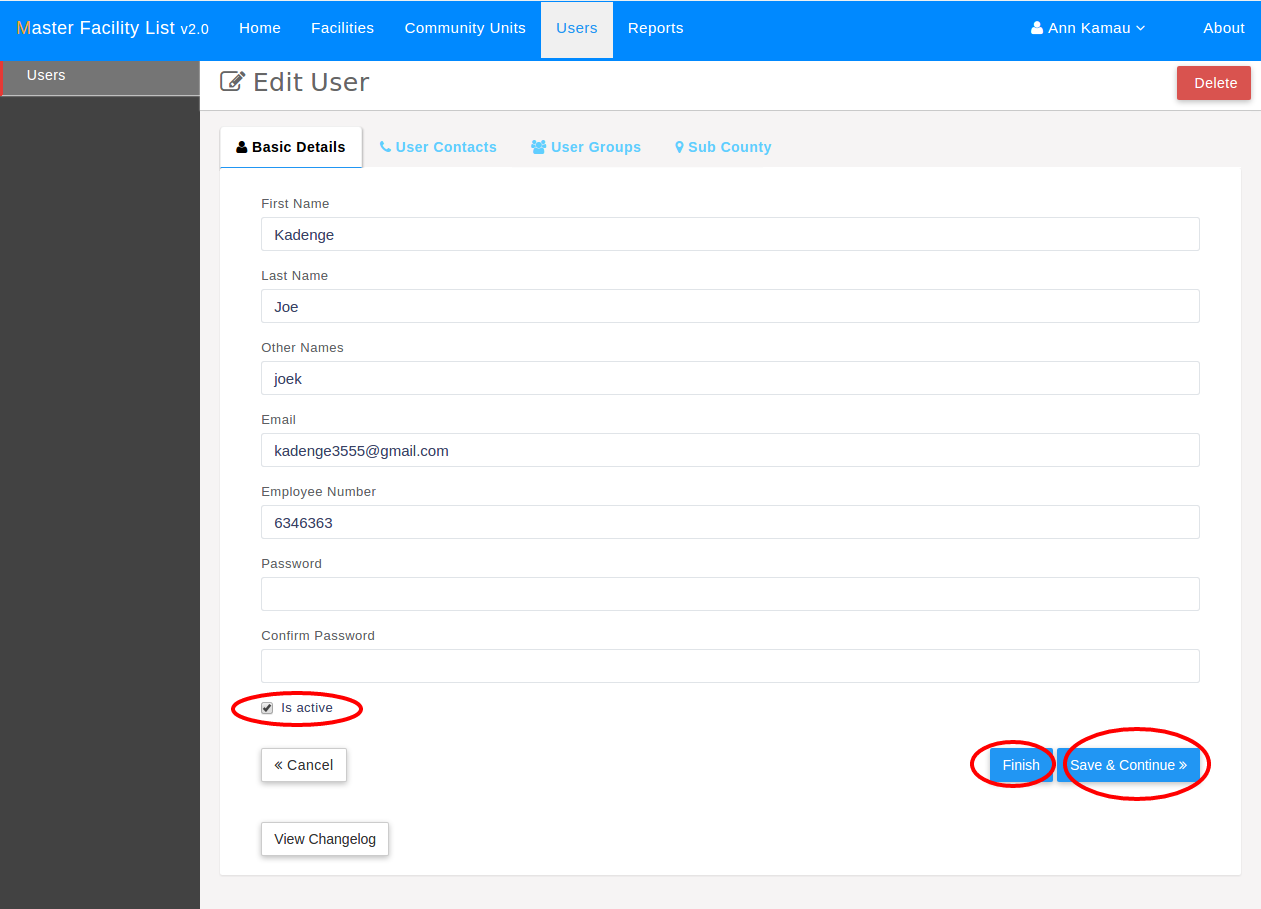 Master Facility List v2.0 Home Facilities Community Units Users Reports Ann Kamau About
Users
Edit User
Delete
Basic Details User Contacts User Groups Sub County
First Name
Kadenge
Last Name
Joe
Other Names
joek
Email
kadenge3555@gmail.com
Employee Number
6346363
Password
Confirm Password
Is active
« Cancel
Finish
Save & Continue »
View Changelog